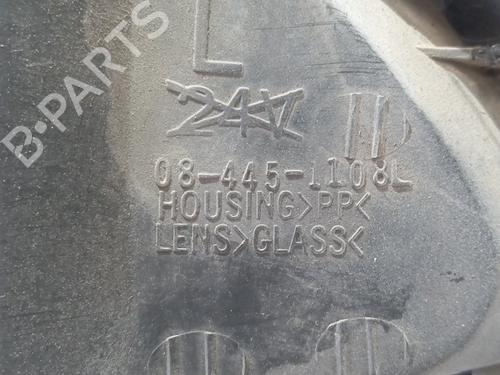 B-PARTS
L
24V
08-445-1108L
HOUSING>PP<
LENS>GLASS<